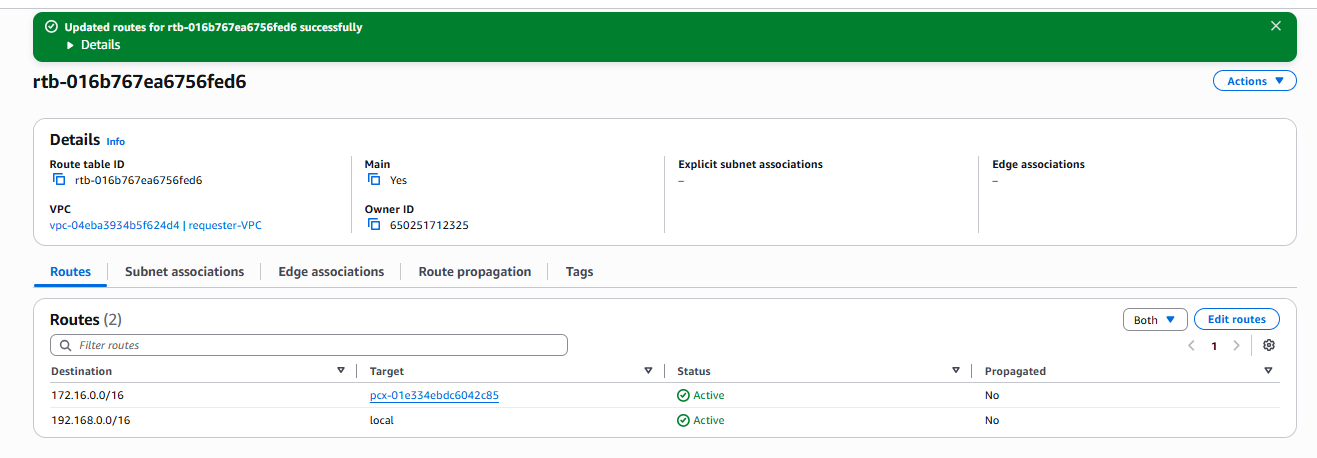 Updated routes for rtb-016b767ea6756fed6 successfully
Details
rtb-016b767ea6756fed6
Actions
Details Info
Route table ID
rtb-016b767ea6756fed6
Main
Yes
Explicit subnet associations
–
Edge associations
–
VPC
vpc-04eba3934b5f624d4 | requester-VPC
Owner ID
650251712325
Routes Subnet associations Edge associations Route propagation Tags
Routes (2)
Both
Edit routes
Filter routes
1
Destination Target Status Propagated
172.16.0.0/16 pcx-01e334ebdc6042c85 Active No
192.168.0.0/16 local Active No